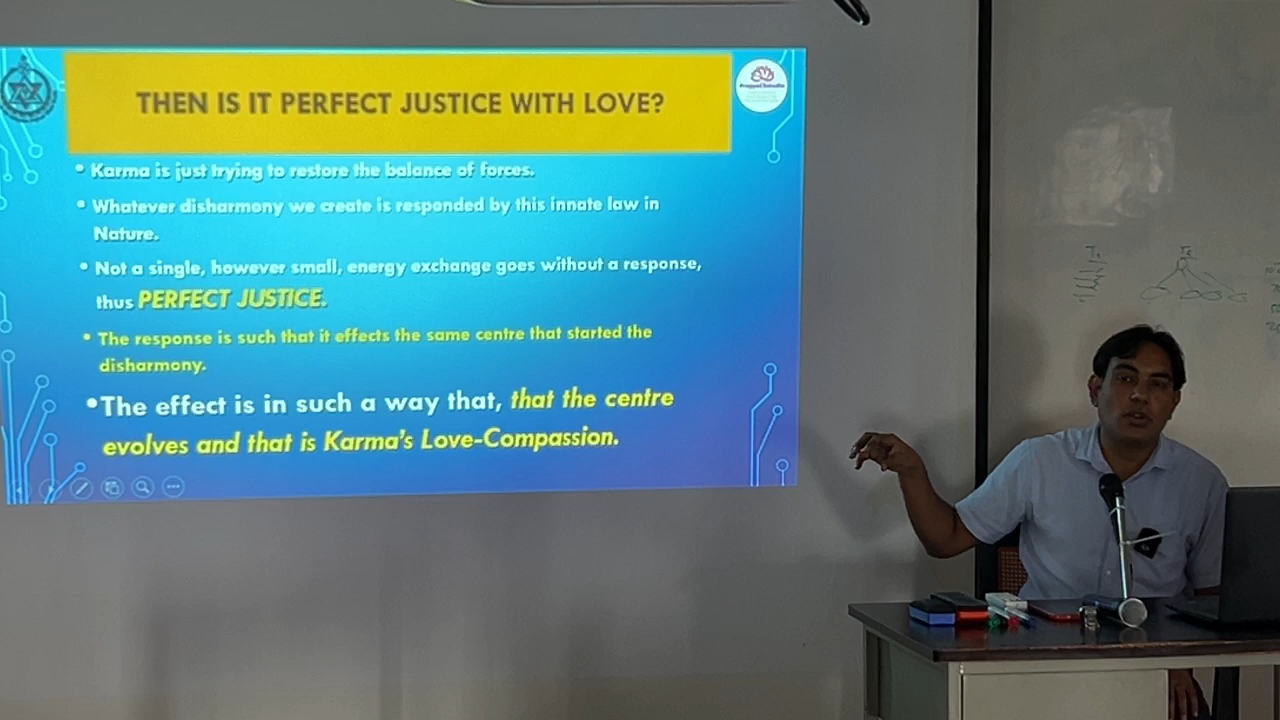 THEN IS IT PERFECT JUSTICE WITH LOVE?
• Karma is just trying to restore the balance of forces.
• Whatever disharmony we create is responded by this innate law in
Nature.
• Not a single, however small, energy exchange goes without a response,
thus PERFECT JUSTICE.
• The response is such that it effects the same centre that started the
disharmony.
•The effect is in such a way that, that the centre
evolves and that is Karma's Love-Compassion.